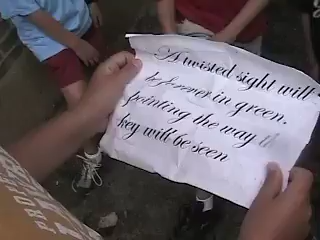 A twisted sight will
be forever in green.
pointing the way
key will be seen